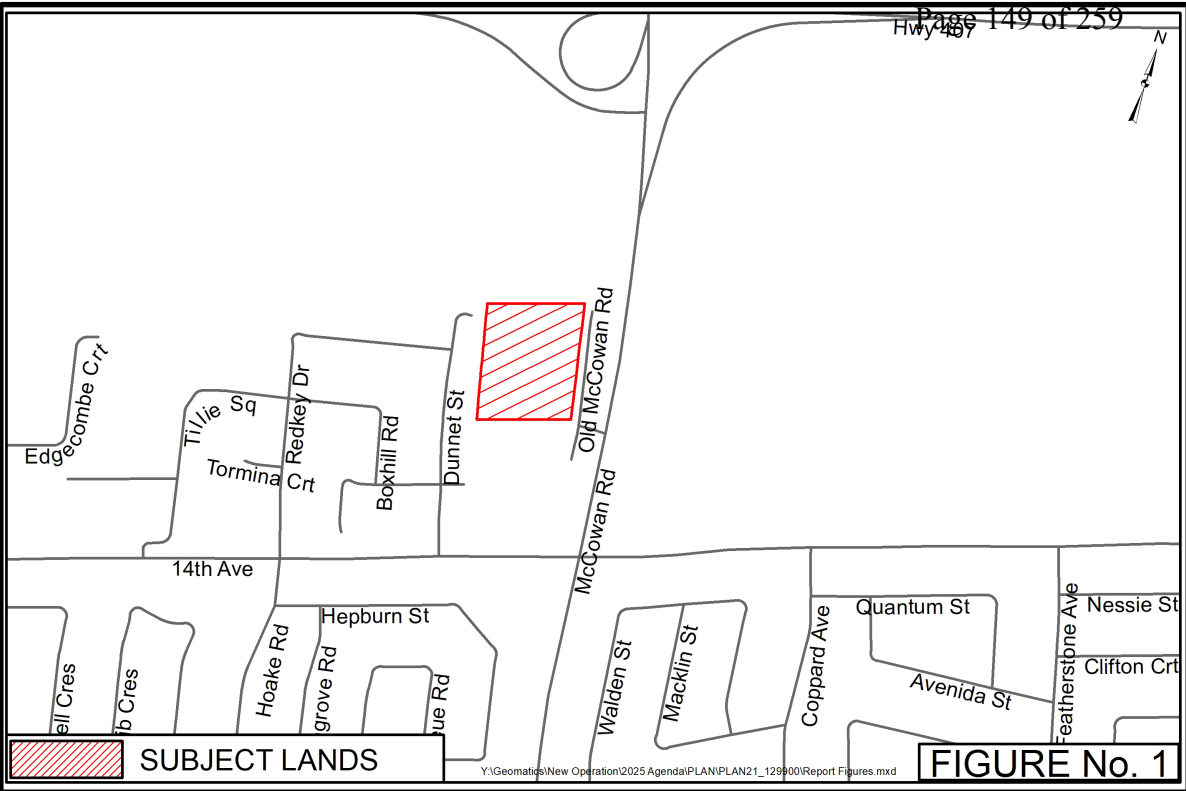 Page 149 of 259
Hwy 407
N
Old McCowan Rd
Edgecombe Crt
Tillie Sq
Redkey Dr
Tormina Crt
Boxhill Rd
Dunnet St
McCowan Rd
14th Ave
Hepburn St
Quantum St
Nessie St
Featherstone Ave
Hoake Rd
grove Rd
Walden St
Macklin St
Coppard Ave
Clifton Crt
Avenida St
ell Cres
ib Cres
ue Rd
SUBJECT LANDS
Y:\Geomatics\New Operation\2025 Agenda\PLAN\PLAN21_129900\Report Figures.mxd
FIGURE No. 1